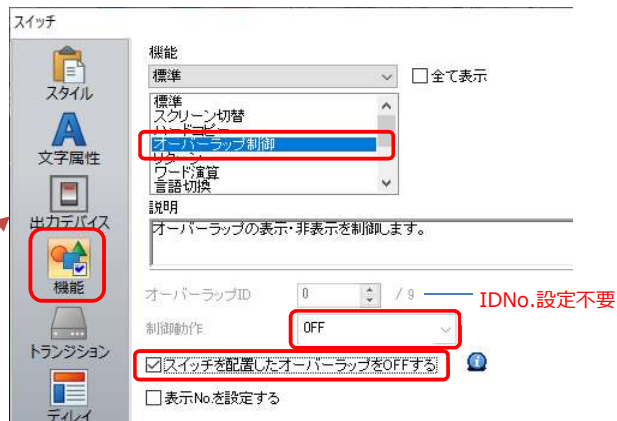 スイッチ
スタイル
文字属性
出力デバイス
機能
トランジション
ディレイ
機能
標準
全て表示
標準
スクリーン切替
ハードコピー
オーバーラップ制御
リターン
ワード演算
言語切換
説明
オーバーラップの表示・非表示を制御します。
オーバーラップID 0 / 9 IDNo.設定不要
制御動作 OFF
スイッチを配置したオーバーラップをOFFする
表示No.を設定する